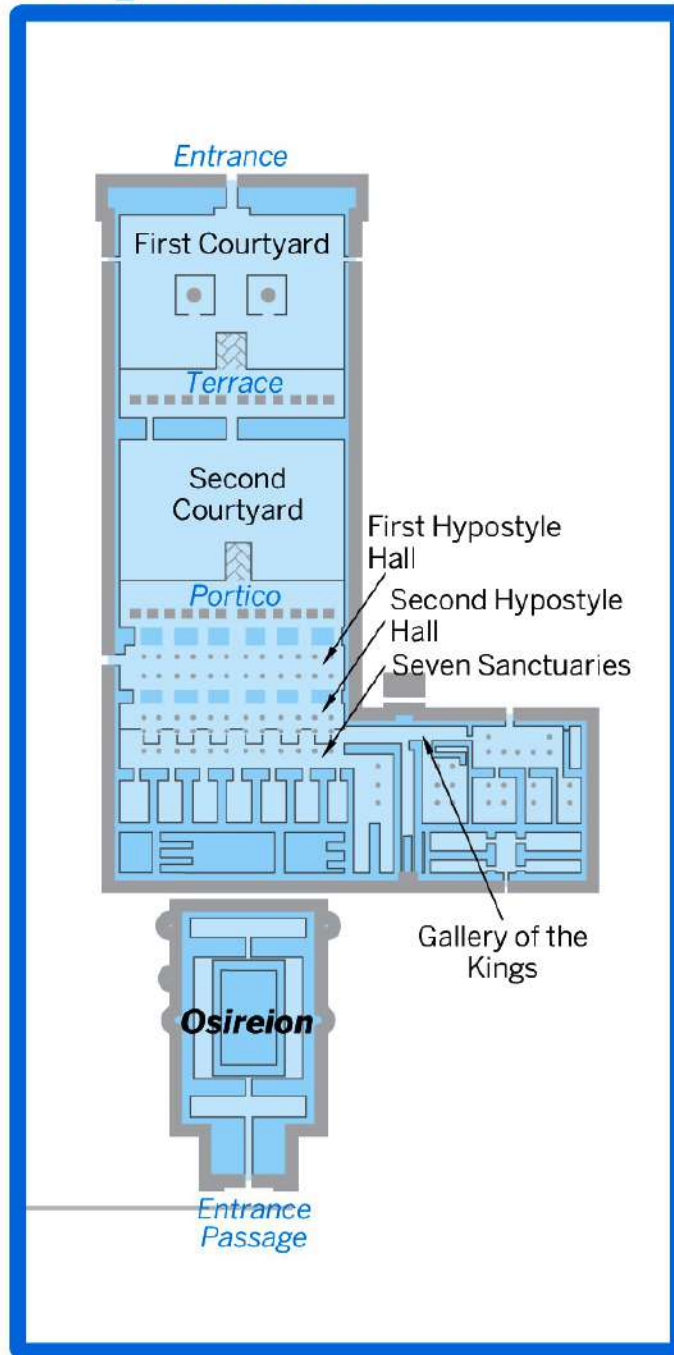 Entrance
First Courtyard
Terrace
Second
Courtyard
First Hypostyle
Hall
Portico
Second Hypostyle
Hall
Seven Sanctuaries
Gallery of the
Kings
Osireion
Entrance
Passage